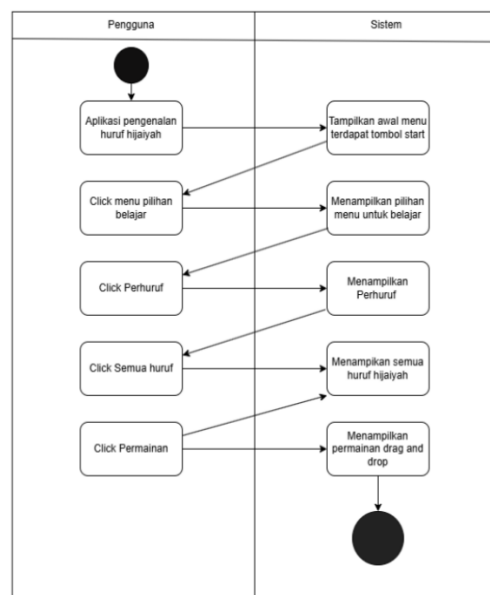 Pengguna
Sistem
Aplikasi pengenalan
huruf hijaiyah
Tampilkan awal menu
terdapat tombol start
Click menu pilihan
belajar
Menampilkan pilihan
menu untuk belajar
Click Perhuruf
Menampilkan
Perhuruf
Click Semua huruf
Menampikan semua
huruf hijaiyah
Click Permainan
Menampilkan
permainan drag and
drop